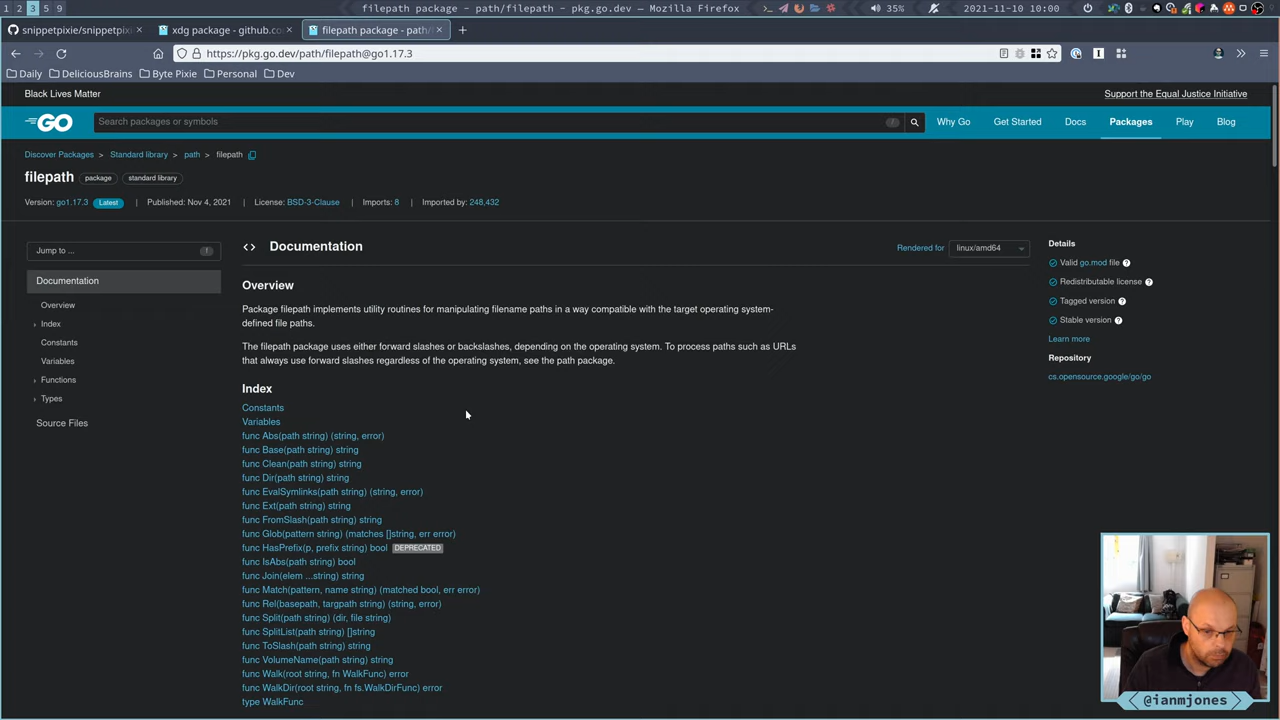 1 2 3 5 9
filepath package - path/filepath - pkg.go.dev — Mozilla Firefox
35%
2021-11-10 10:00
snippetpixie/snippetpixi
xdg package - github.co
filepath package - path/
https://pkg.go.dev/path/filepath@go1.17.3
Daily
DeliciousBrains
Byte Pixie
Personal
Dev
Black Lives Matter
Support the Equal Justice Initiative
GO
Search packages or symbols
/
Why Go
Get Started
Docs
Packages
Play
Blog
Discover Packages > Standard library > path > filepath
filepath package standard library
Version: go1.17.3 Latest | Published: Nov 4, 2021 | License: BSD-3-Clause | Imports: 8 | Imported by: 248,432
Jump to ...
Documentation
Overview
Index
Constants
Variables
Functions
Types
Source Files
<> Documentation
Rendered for linux/amd64
Overview
Package filepath implements utility routines for manipulating filename paths in a way compatible with the target operating system-
defined file paths.
The filepath package uses either forward slashes or backslashes, depending on the operating system. To process paths such as URLs
that always use forward slashes regardless of the operating system, see the path package.
Index
Constants
Variables
func Abs(path string) (string, error)
func Base(path string) string
func Clean(path string) string
func Dir(path string) string
func EvalSymlinks(path string) (string, error)
func Ext(path string) string
func FromSlash(path string) string
func Glob(pattern string) (matches []string, err error)
func HasPrefix(p, prefix string) bool DEPRECATED
func IsAbs(path string) bool
func Join(elem ...string) string
func Match(pattern, name string) (matched bool, err error)
func Rel(basepath, targpath string) (string, error)
func Split(path string) (dir, file string)
func SplitList(path string) []string
func ToSlash(path string) string
func VolumeName(path string) string
func Walk(root string, fn WalkFunc) error
func WalkDir(root string, fn fs.WalkDirFunc) error
type WalkFunc
Details
Valid go.mod file
Redistributable license
Tagged version
Stable version
Learn more
Repository
cs.opensource.google/go/go
@ianmjones